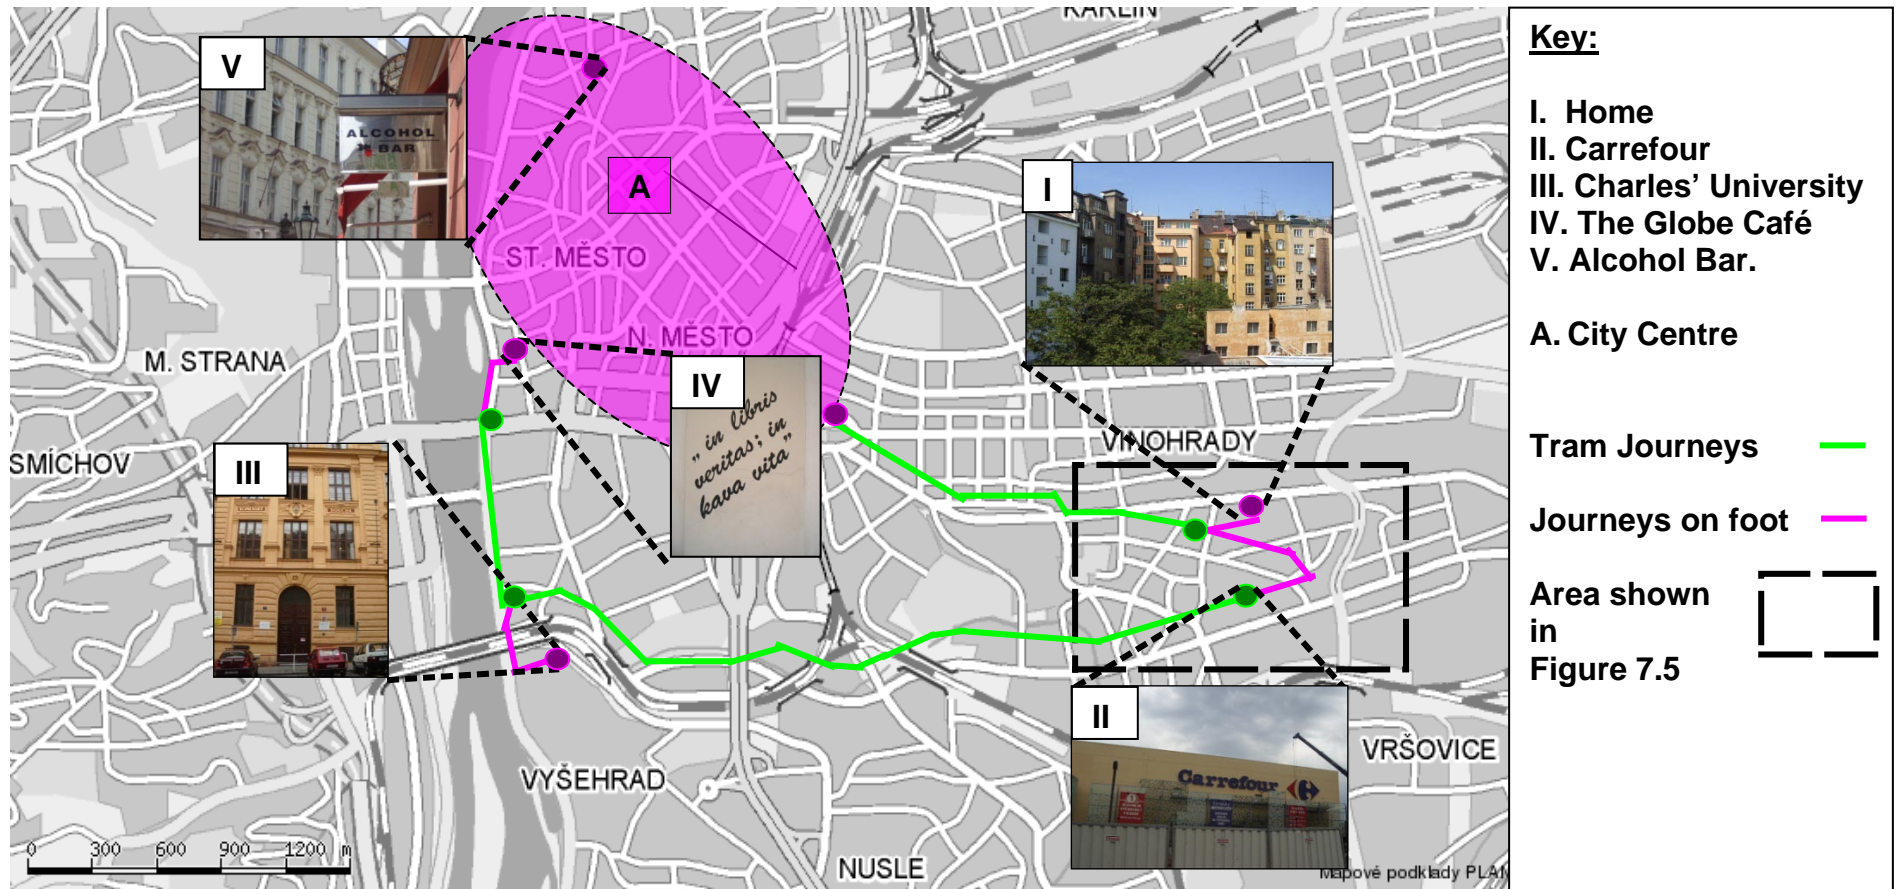 KARLÍN
V
ALCOHOL
BAR
A
I
ST. MĚSTO
N. MĚSTO
M. STRANA
IV
„ in libris
veritas; in
kava vita”
VINOHRADY
SMÍCHOV
III
II
Carrefour
VRŠOVICE
VYŠEHRAD
NUSLE
0 300 600 900 1200 m
Mapové podklady PLAN
Key:
I. Home
II. Carrefour
III. Charles’ University
IV. The Globe Café
V. Alcohol Bar.
A. City Centre
Tram Journeys
Journeys on foot
Area shown
in
Figure 7.5